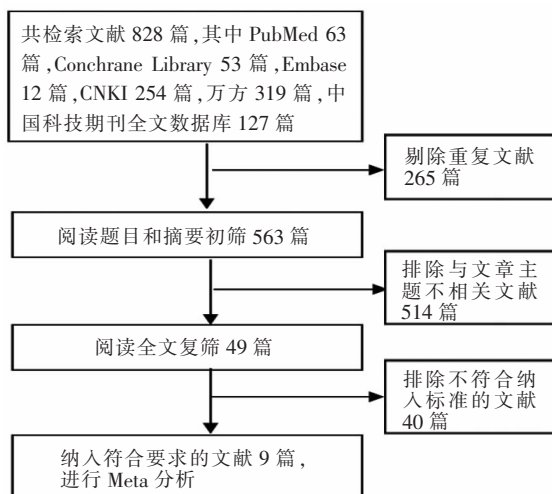 共检索文献 828 篇,其中 PubMed 63
篇,Conchrane Library 53 篇,Embase
12 篇,CNKI 254 篇,万方 319 篇,中
国科技期刊全文数据库 127 篇
剔除重复文献
265 篇
阅读题目和摘要初筛 563 篇
排除与文章主
题不相关文献
514 篇
阅读全文复筛 49 篇
排除不符合纳
入标准的文献
40 篇
纳入符合要求的文献 9 篇,
进行 Meta 分析